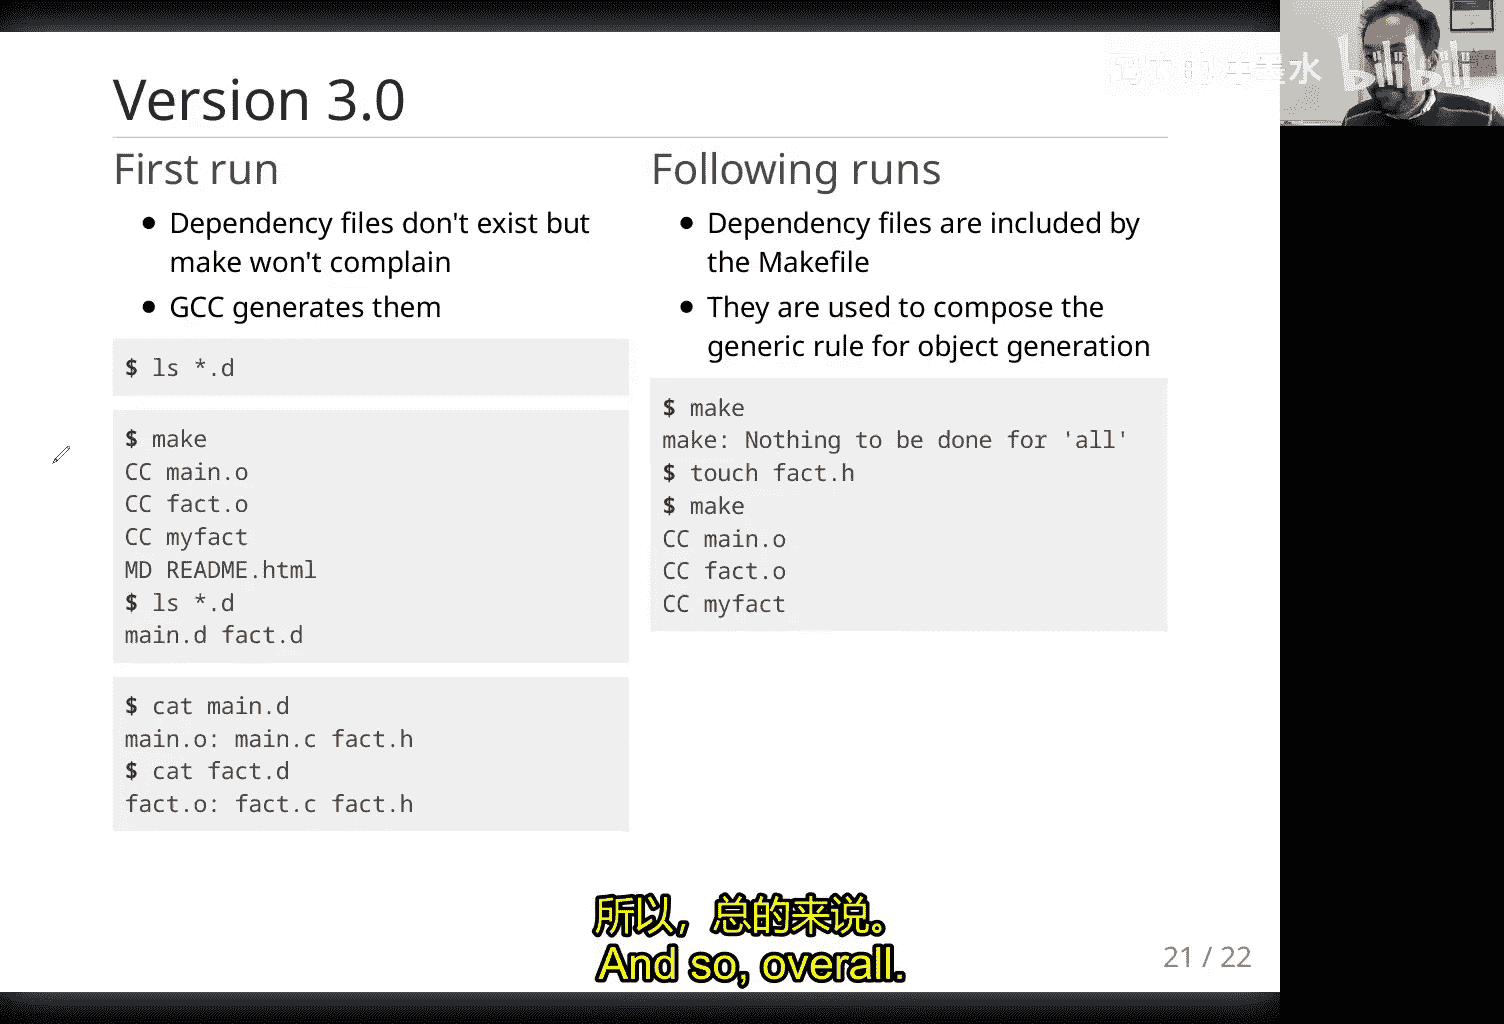 水
bilibili
Version 3.0
First run
● Dependency files don't exist but
make won't complain
● GCC generates them
$ ls *.d
$ make
CC main.o
CC fact.o
CC myfact
MD README.html
$ ls *.d
main.d fact.d
$ cat main.d
main.o: main.c fact.h
$ cat fact.d
fact.o: fact.c fact.h
Following runs
● Dependency files are included by
the Makefile
● They are used to compose the
generic rule for object generation
$ make
make: Nothing to be done for 'all'
$ touch fact.h
$ make
CC main.o
CC fact.o
CC myfact
所以，总的来说。
And so, overall.
21 / 22